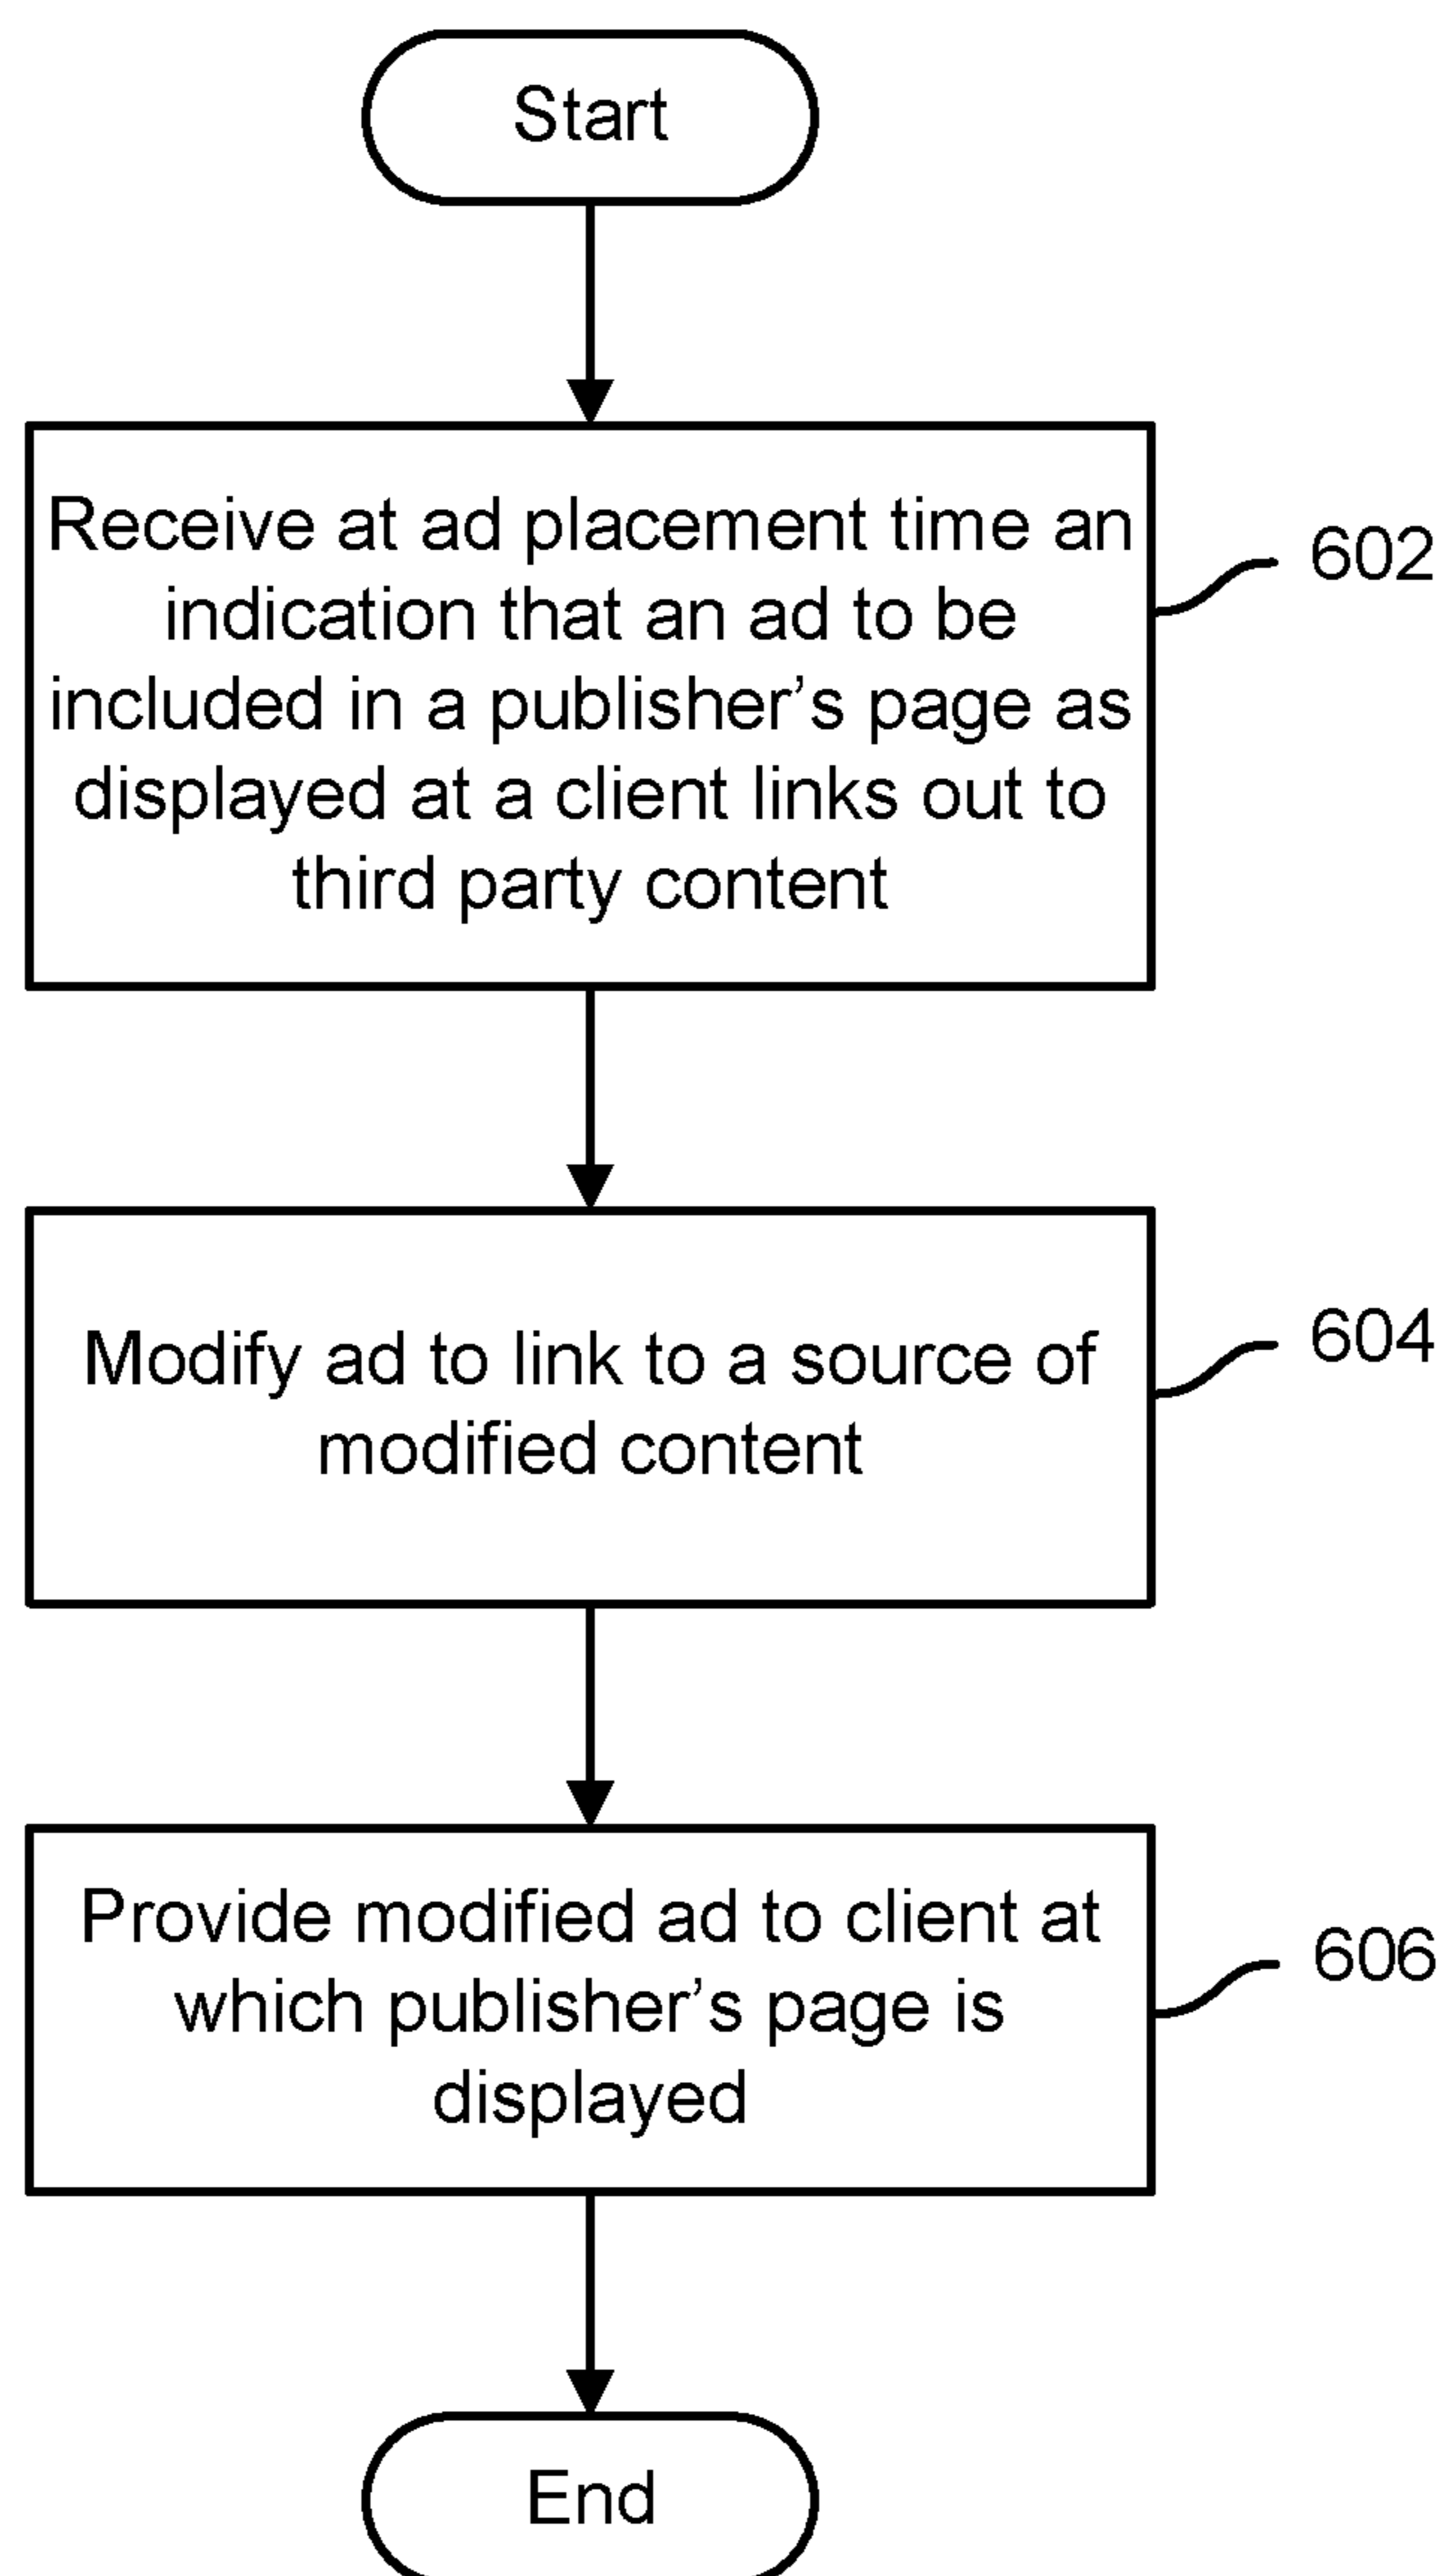 Start
Receive at ad placement time an
indication that an ad to be
included in a publisher’s page as
displayed at a client links out to
third party content
602
Modify ad to link to a source of
modified content
604
Provide modified ad to client at
which publisher’s page is
displayed
606
End